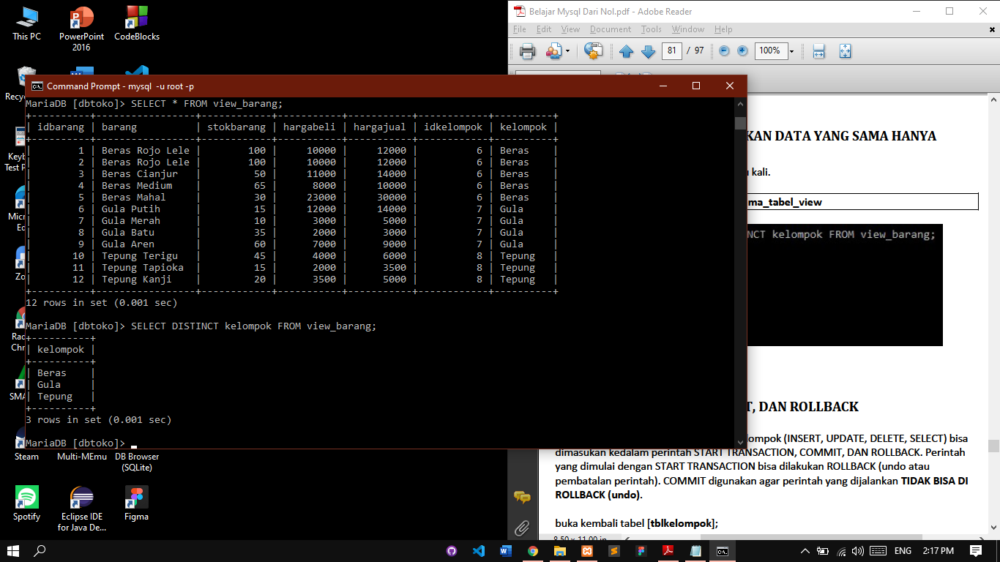 This PC
PowerPoint 2016
CodeBlocks
Belajar Mysql Dari Nol.pdf - Adobe Reader
File Edit View Document Tools Window Help
81 / 97 100%
Command Prompt - mysql -u root -p
MariaDB [dbtoko]> SELECT * FROM view_barang;
+----------+-----------------+------------+-----------+-----------+------------+----------+
| idbarang | barang          | stokbarang | hargabeli | hargajual | idkelompok | kelompok |
+----------+-----------------+------------+-----------+-----------+------------+----------+
|        1 | Beras Rojo Lele |        100 |     10000 |     12000 |          6 | Beras    |
|        2 | Beras Rojo Lele |        100 |     10000 |     12000 |          6 | Beras    |
|        3 | Beras Cianjur   |         50 |     11000 |     14000 |          6 | Beras    |
|        4 | Beras Medium    |         65 |      8000 |     10000 |          6 | Beras    |
|        5 | Beras Mahal     |         30 |     23000 |     30000 |          6 | Beras    |
|        6 | Gula Putih      |         15 |     12000 |     14000 |          7 | Gula     |
|        7 | Gula Merah      |         10 |      3000 |      5000 |          7 | Gula     |
|        8 | Gula Batu       |         35 |      2000 |      3000 |          7 | Gula     |
|        9 | Gula Aren       |         60 |      7000 |      9000 |          7 | Gula     |
|       10 | Tepung Terigu   |         45 |      4000 |      6000 |          8 | Tepung   |
|       11 | Tepung Tapioka  |         15 |      2000 |      3500 |          8 | Tepung   |
|       12 | Tepung Kanji    |         20 |      3500 |      5000 |          8 | Tepung   |
+----------+-----------------+------------+-----------+-----------+------------+----------+
12 rows in set (0.001 sec)
MariaDB [dbtoko]> SELECT DISTINCT kelompok FROM view_barang;
+----------+
| kelompok |
+----------+
| Beras    |
| Gula     |
| Tepung   |
+----------+
3 rows in set (0.001 sec)
MariaDB [dbtoko]>
KAN DATA YANG SAMA HANYA
kali.
ma_tabel_view
NCT kelompok FROM view_barang;
T, DAN ROLLBACK
ompok (INSERT, UPDATE, DELETE, SELECT) bisa
dimasukan kedalam perintah START TRANSACTION, COMMIT, DAN ROLLBACK. Perintah
yang dimulai dengan START TRANSACTION bisa dilakukan ROLLBACK (undo atau
pembatalan perintah). COMMIT digunakan agar perintah yang dijalankan TIDAK BISA DI
ROLLBACK (undo).
buka kembali tabel [tblkelompok];
8,50 x 11,00 in
Recy
Keyb
Test P
Micr
Ed
Zo
Rad
Chr
SMA
Steam
Multi-MEmu
DB Browser
(SQLite)
Spotify
Eclipse IDE
for Java De...
Figma
ENG 2:17 PM